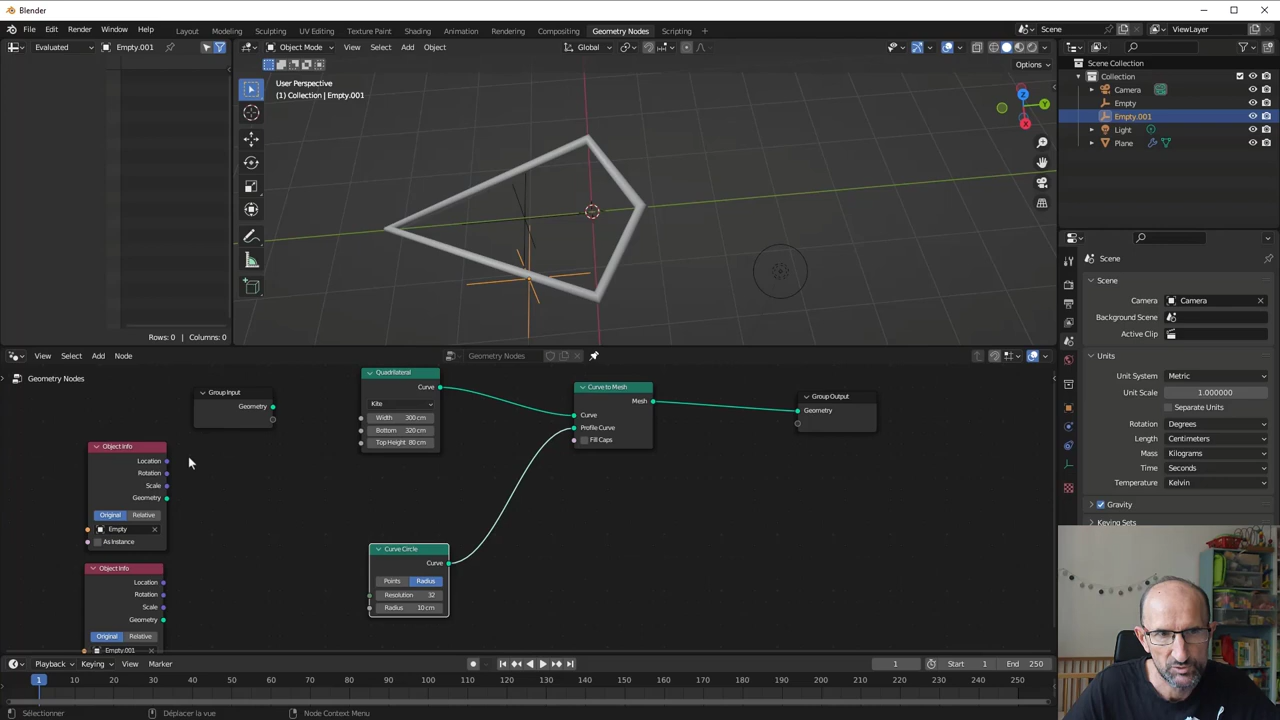 Blender
File Edit Render Window Help Layout Modeling Sculpting UV Editing Texture Paint Shading Animation Rendering Compositing Geometry Nodes Scripting Scene ViewLayer
Evaluated Empty.001 Object Mode View Select Add Object Global
Options
User Perspective
(1) Collection | Empty.001
Z
Y
X
Scene Collection
Collection
Camera
Empty
Empty.001
Light
Plane
Scene
Scene
Camera Camera
Background Scene
Active Clip
Units
Unit System Metric
Unit Scale 1.000000
Separate Units
Rotation Degrees
Length Centimeters
Mass Kilograms
Time Seconds
Temperature Kelvin
Gravity
Keying Sets
Rows: 0 | Columns: 0
View Select Add Node Geometry Nodes
Geometry Nodes
Group Input
Geometry
Quadrilateral
Curve
Kite
Width 300 cm
Bottom 320 cm
Top Height 80 cm
Curve to Mesh
Mesh
Curve
Profile Curve
Fill Caps
Group Output
Geometry
Object Info
Location
Rotation
Scale
Geometry
Original Relative
Empty
As Instance
Object Info
Location
Rotation
Scale
Geometry
Original Relative
Empty.001
Curve Circle
Curve
Points Radius
Resolution 32
Radius 10 cm
Playback Keying View Marker 1 Start 1 End 250
1 10 20 30 40 50 60 70 80 90 100 110 120 130 140 150 160 170 180 190 200 210 220 230 240 250
Sélectionner Déplacer la vue Node Context Menu